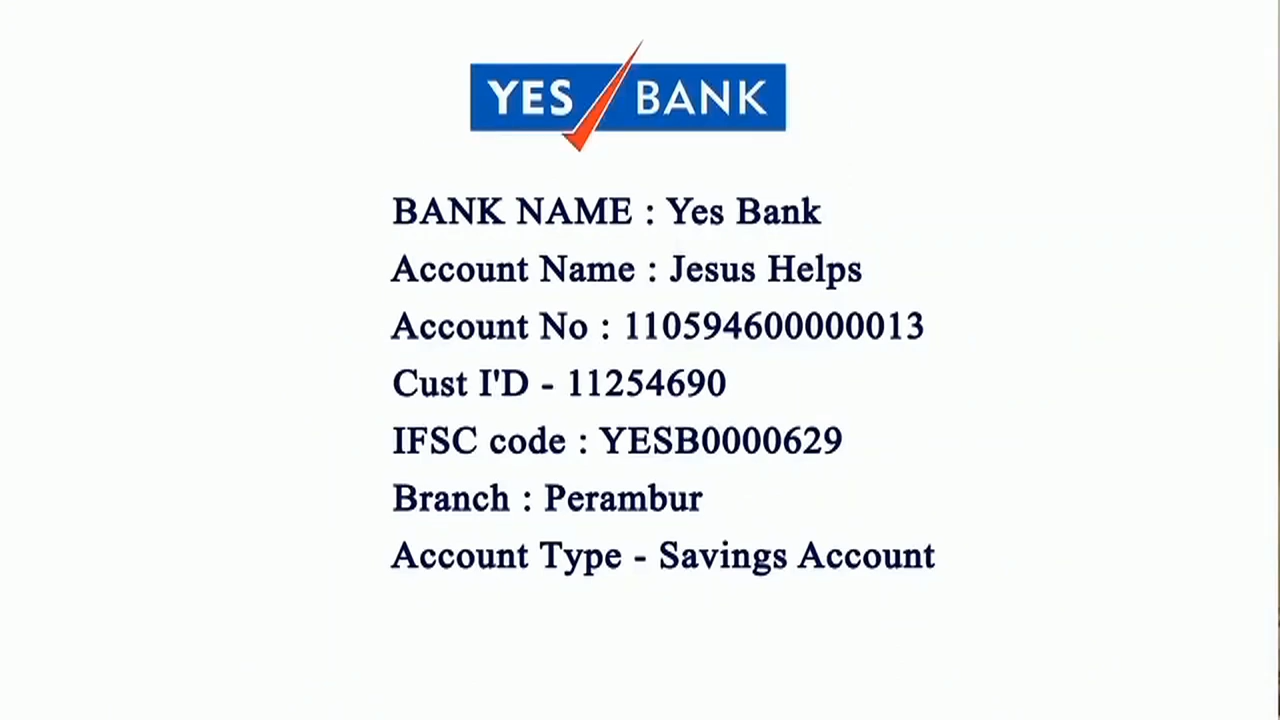 YES BANK
BANK NAME : Yes Bank
Account Name : Jesus Helps
Account No : 110594600000013
Cust I'D - 11254690
IFSC code : YESB0000629
Branch : Perambur
Account Type - Savings Account